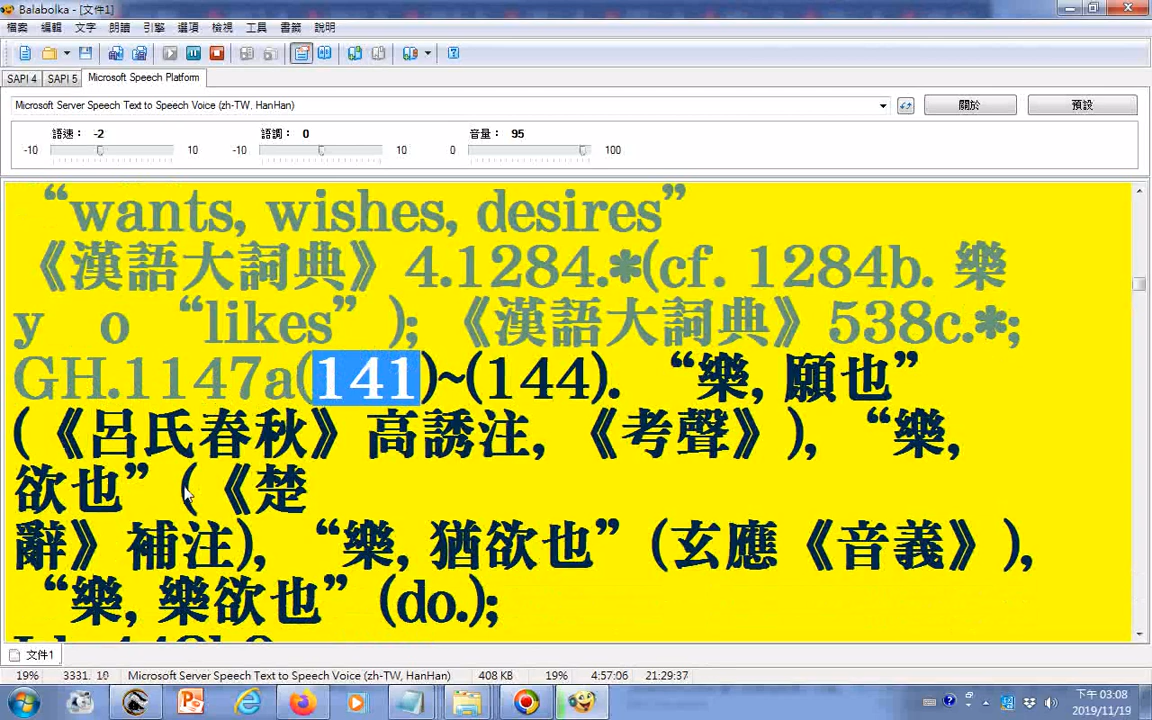 Balabolka - [文件1]
檔案 編輯 文字 朗讀 引擎 選項 檢視 工具 書籤 說明
SAPI 4 SAPI 5 Microsoft Speech Platform
Microsoft Server Speech Text to Speech Voice (zh-TW, HanHan) 關於 預設
語速： -2 語調： 0 音量： 95
-10 10 -10 10 0 100
“wants, wishes, desires”
《漢語大詞典》4.1284.*(cf. 1284b. 樂
y o “likes”); 《漢語大詞典》538c.*;
GH.1147a(141)~(144). “樂, 願也”
(《呂氏春秋》高誘注, 《考聲》), “樂,
欲也”(《楚
辭》補注), “樂, 猶欲也”(玄應《音義》),
“樂, 樂欲也”(do.);
文件1
19% 3331. 10 Microsoft Server Speech Text to Speech Voice (zh-TW, HanHan) 408 KB 19% 4:57:06 21:29:37
下午 03:08
2019/11/19